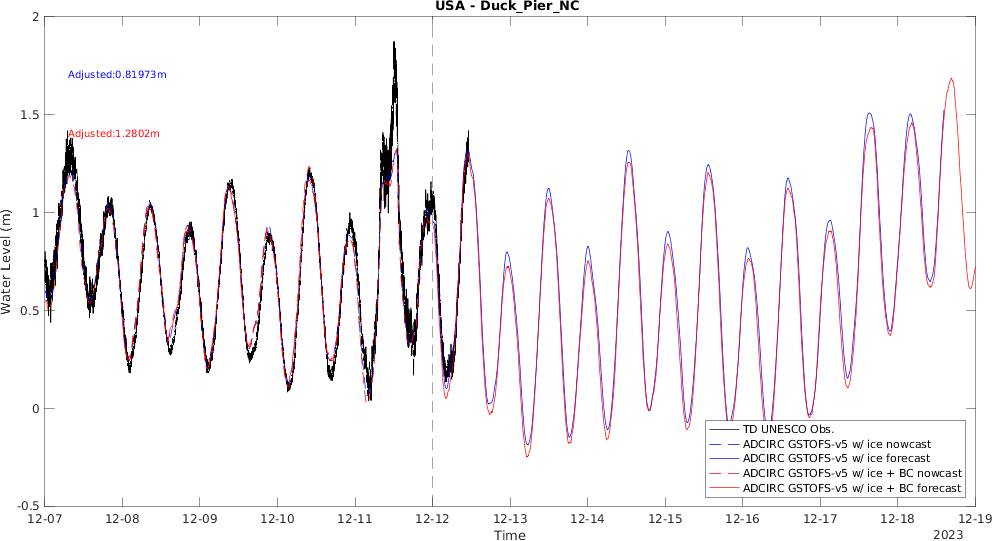 USA - Duck_Pier_NC
Adjusted:0.81973m
Adjusted:1.2802m
Water Level (m)
2
1.5
1
0.5
0
-0.5
TD UNESCO Obs.
ADCIRC GSTOFS-v5 w/ ice nowcast
ADCIRC GSTOFS-v5 w/ ice forecast
ADCIRC GSTOFS-v5 w/ ice + BC nowcast
ADCIRC GSTOFS-v5 w/ ice + BC forecast
12-07 12-08 12-09 12-10 12-11 12-12 12-13 12-14 12-15 12-16 12-17 12-18 12-19
Time
2023